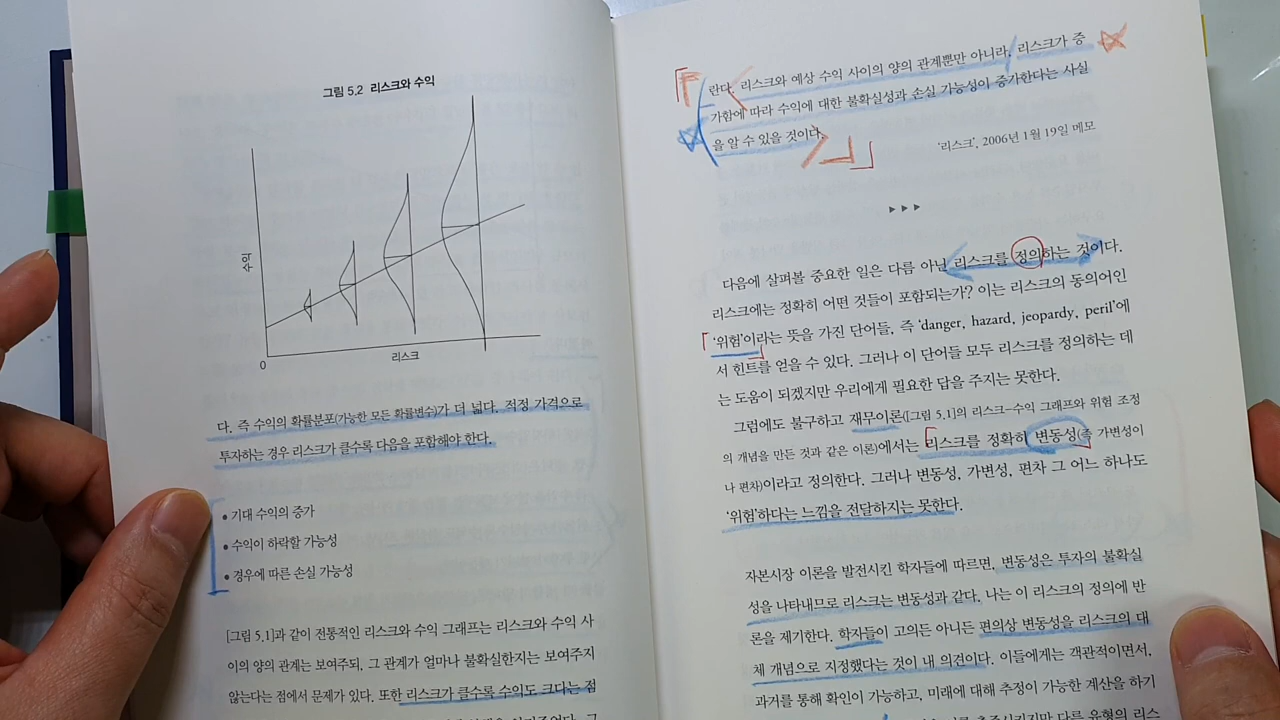 그림 5.2 리스크와 수익
수익
0
리스크
다. 즉 수익의 확률분포(가능한 모든 확률변수)가 더 넓다. 적정 가격으로
투자하는 경우 리스크가 클수록 다음을 포함해야 한다.
• 기대 수익의 증가
• 수익이 하락할 가능성
• 경우에 따른 손실 가능성
[그림 5.1]과 같이 전통적인 리스크와 수익 그래프는 리스크와 수익 사
이의 양의 관계는 보여주되, 그 관계가 얼마나 불확실한지는 보여주지
않는다는 점에서 문제가 있다. 또한 리스크가 클수록 수익도 크다는 점
란다. 리스크와 예상 수익 사이의 양의 관계뿐만 아니라, 리스크가 증
가함에 따라 수익에 대한 불확실성과 손실 가능성이 증가한다는 사실
을 알 수 있을 것이다.
'리스크', 2006년 1월 19일 메모
▶▶▶
다음에 살펴볼 중요한 일은 다름 아닌 리스크를 정의하는 것이다.
리스크에는 정확히 어떤 것들이 포함되는가? 이는 리스크의 동의어인
'위험'이라는 뜻을 가진 단어들, 즉 'danger, hazard, jeopardy, peril'에
서 힌트를 얻을 수 있다. 그러나 이 단어들 모두 리스크를 정의하는 데
는 도움이 되겠지만 우리에게 필요한 답을 주지는 못한다.
그럼에도 불구하고 재무이론([그림 5.1]의 리스크-수익 그래프와 위험 조정
의 개념을 만든 것과 같은 이론)에서는 리스크를 정확히 변동성(즉 가변성이
나 편차)이라고 정의한다. 그러나 변동성, 가변성, 편차 그 어느 하나도
'위험'하다는 느낌을 전달하지는 못한다.
자본시장 이론을 발전시킨 학자들에 따르면, 변동성은 투자의 불확실
성을 나타내므로 리스크는 변동성과 같다. 나는 이 리스크의 정의에 반
론을 제기한다. 학자들이 고의든 아니든 편의상 변동성을 리스크의 대
체 개념으로 지정했다는 것이 내 의견이다. 이들에게는 객관적이면서,
과거를 통해 확인이 가능하고, 미래에 대해 추정이 가능한 계산을 하기